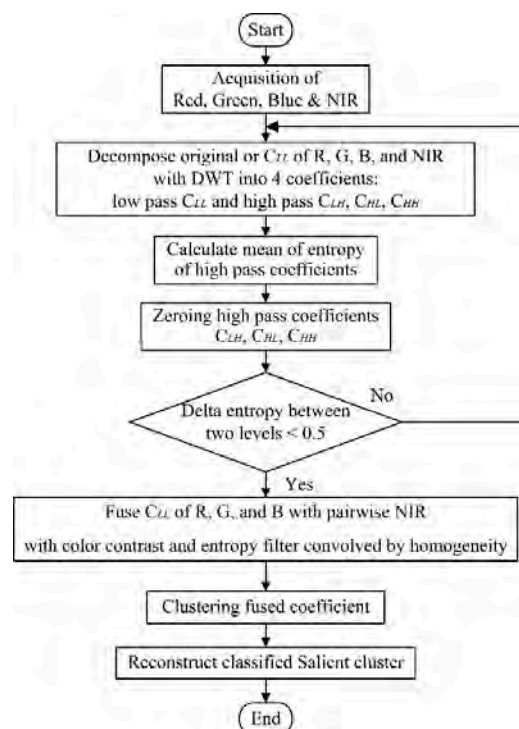 Start
Acquisition of
Red, Green, Blue & NIR
Decompose original or CLL of R, G, B, and NIR
with DWT into 4 coefficients:
low pass CLL and high pass CLH, CHL, CHH
Calculate mean of entropy
of high pass coefficients
Zeroing high pass coefficients
CLH, CHL, CHH
No
Delta entropy between
two levels < 0.5
Yes
Fuse CLL of R, G, and B with pairwise NIR
with color contrast and entropy filter convolved by homogeneity
Clustering fused coefficient
Reconstruct classified Salient cluster
End